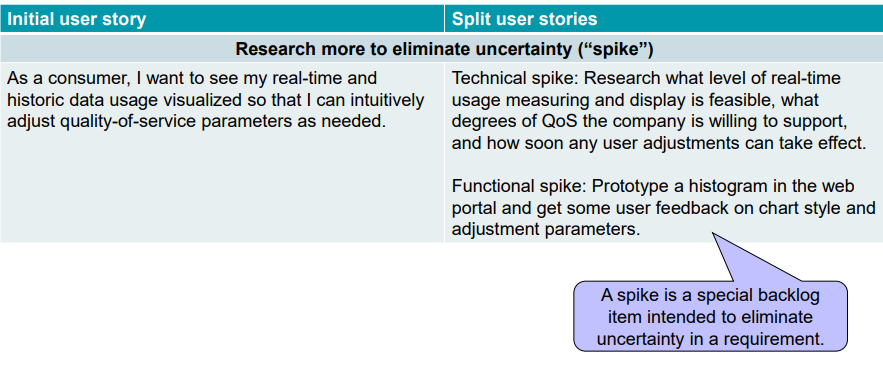 Initial user story
Split user stories
Research more to eliminate uncertainty (“spike”)
As a consumer, I want to see my real-time and
historic data usage visualized so that I can intuitively
adjust quality-of-service parameters as needed.
Technical spike: Research what level of real-time
usage measuring and display is feasible, what
degrees of QoS the company is willing to support,
and how soon any user adjustments can take effect.
Functional spike: Prototype a histogram in the web
portal and get some user feedback on chart style and
adjustment parameters.
A spike is a special backlog
item intended to eliminate
uncertainty in a requirement.